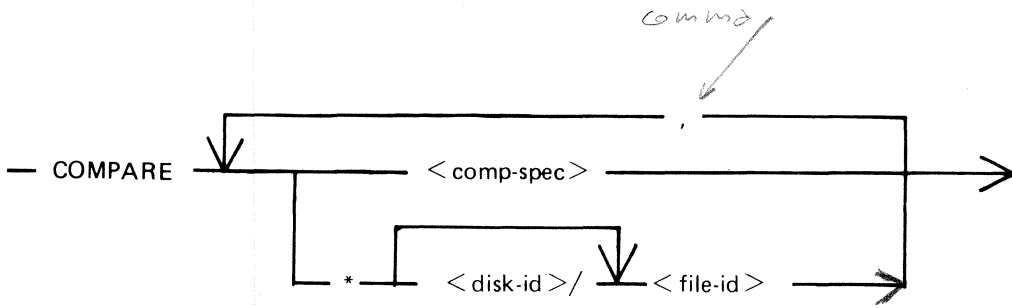 comma
,
COMPARE <comp-spec>
* <disk-id>/ <file-id>